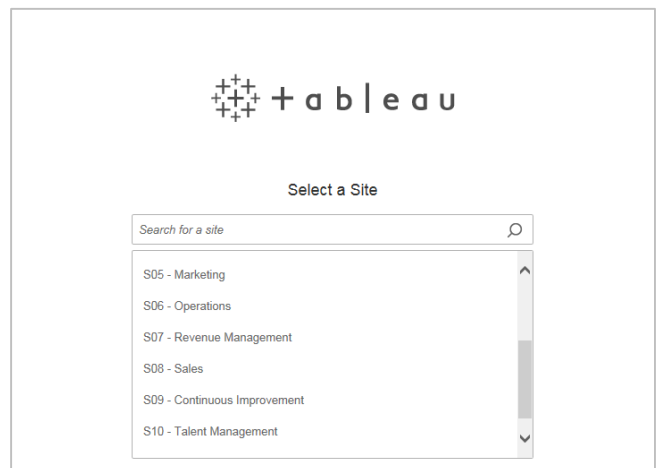 +ableau
Select a Site
Search for a site
S05 - Marketing
S06 - Operations
S07 - Revenue Management
S08 - Sales
S09 - Continuous Improvement
S10 - Talent Management